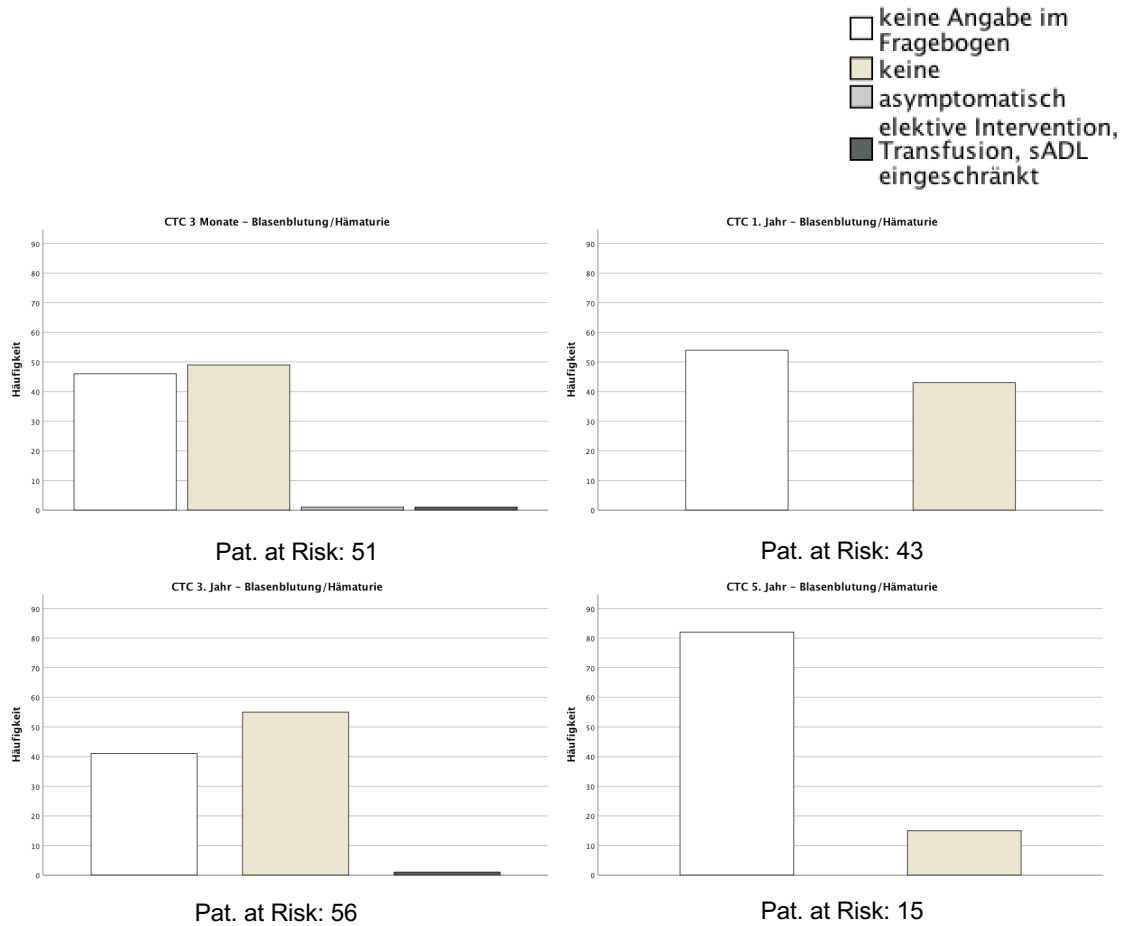 keine Angabe im
Fragebogen
keine
asymptomatisch
elektive Intervention,
Transfusion, sADL
eingeschränkt
CTC 3 Monate – Blasenblutung/Hämaturie
Häufigkeit
90
80
70
60
50
40
30
20
10
0
Pat. at Risk: 51
CTC 1. Jahr – Blasenblutung/Hämaturie
Häufigkeit
90
80
70
60
50
40
30
20
10
0
Pat. at Risk: 43
CTC 3. Jahr – Blasenblutung/Hämaturie
Häufigkeit
90
80
70
60
50
40
30
20
10
0
Pat. at Risk: 56
CTC 5. Jahr – Blasenblutung/Hämaturie
Häufigkeit
90
80
70
60
50
40
30
20
10
0
Pat. at Risk: 15